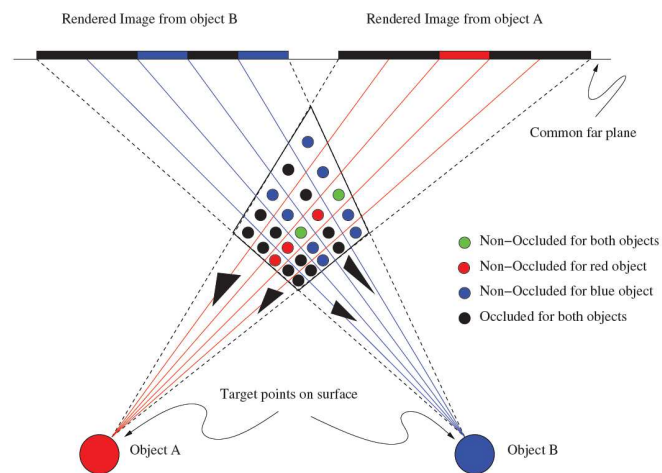 Rendered Image from object B
Rendered Image from object A
Common far plane
Non-Occluded for both objects
Non-Occluded for red object
Non-Occluded for blue object
Occluded for both objects
Target points on surface
Object A
Object B